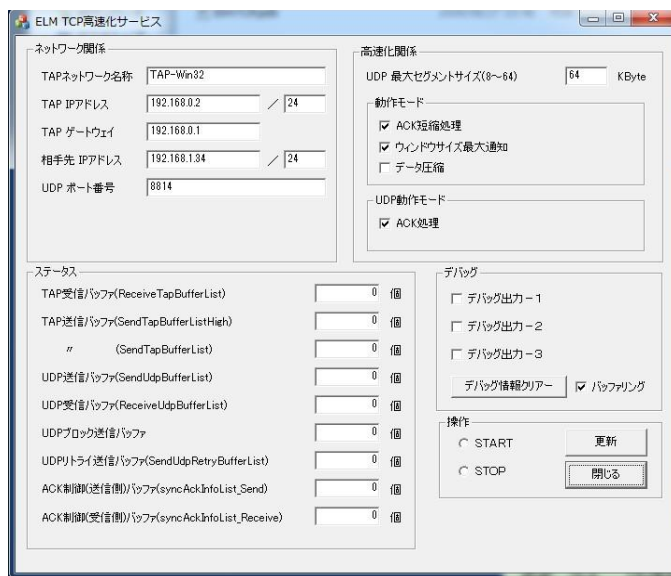 ELM TCP高速化サービス
ネットワーク関係
TAPネットワーク名称 TAP-Win32
TAP IPアドレス 192.168.0.2 / 24
TAP ゲートウェイ 192.168.0.1
相手先 IPアドレス 192.168.1.34 / 24
UDP ポート番号 8814
高速化関係
UDP 最大セグメントサイズ(8～64) 64 KByte
動作モード
ACK短縮処理
ウィンドウサイズ最大通知
データ圧縮
UDP動作モード
ACK処理
ステータス
TAP受信バッファ(ReceiveTapBufferList) 0 個
TAP送信バッファ(SendTapBufferListHigh) 0 個
〃 (SendTapBufferList) 0 個
UDP送信バッファ(SendUdpBufferList) 0 個
UDP受信バッファ(ReceiveUdpBufferList) 0 個
UDPブロック送信バッファ 0 個
UDPリトライ送信バッファ(SendUdpRetryBufferList) 0 個
ACK制御(送信側)バッファ(syncAckInfoList_Send) 0 個
ACK制御(受信側)バッファ(syncAckInfoList_Receive) 0 個
デバッグ
デバッグ出力－1
デバッグ出力－2
デバッグ出力－3
デバッグ情報クリアー バッファリング
操作
START 更新
STOP 閉じる